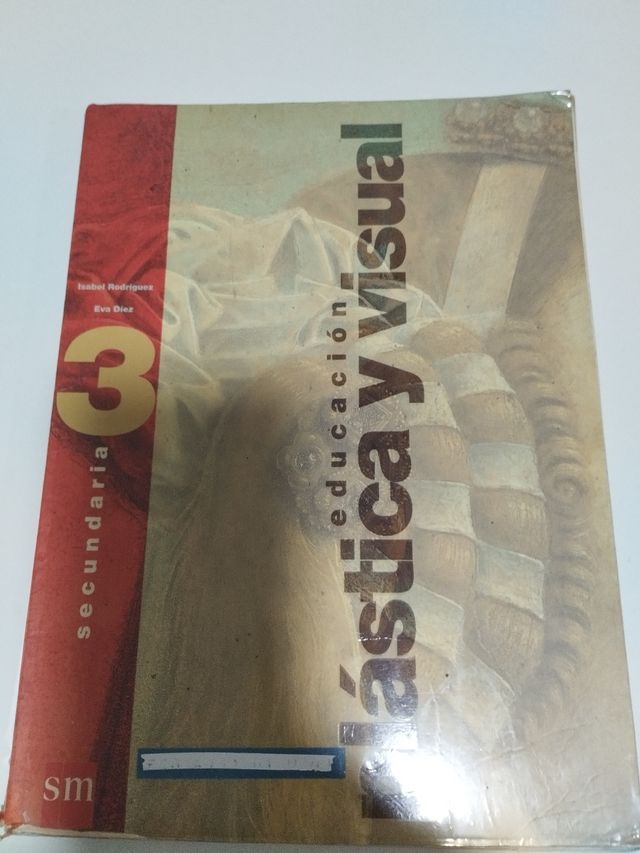 Isabel Rodríguez
Eva Díez
3
secundaria
educación
plástica y visual
sm